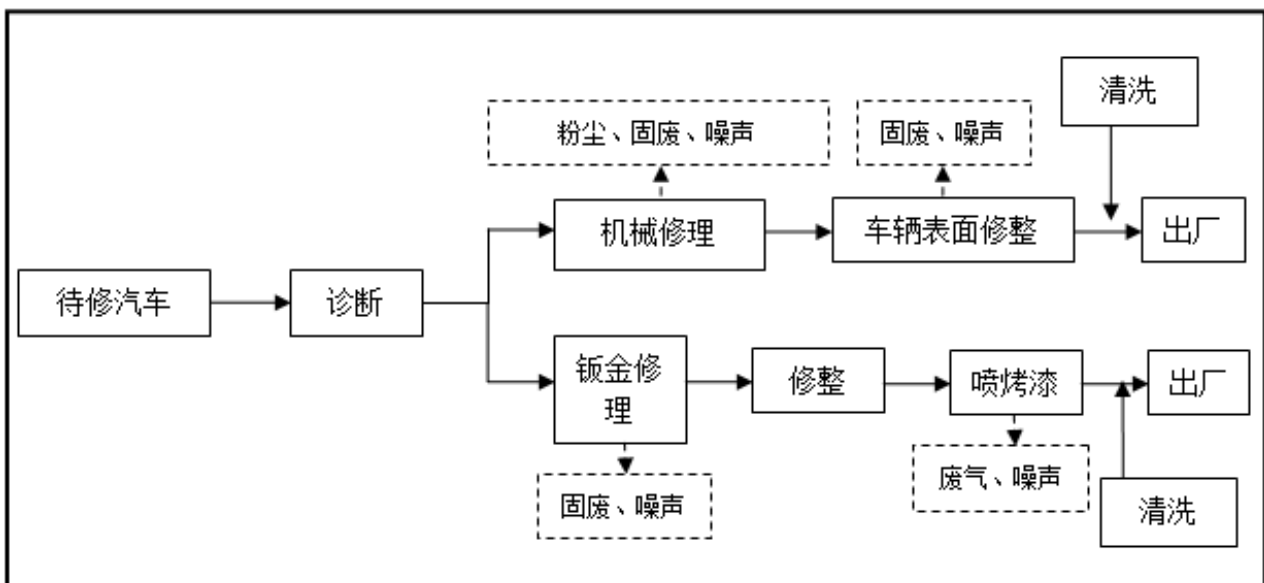 清洗
粉尘、固废、噪声
固废、噪声
机械修理
车辆表面修整
出厂
待修汽车
诊断
钣金修
理
修整
喷烤漆
出厂
固废、噪声
废气、噪声
清洗